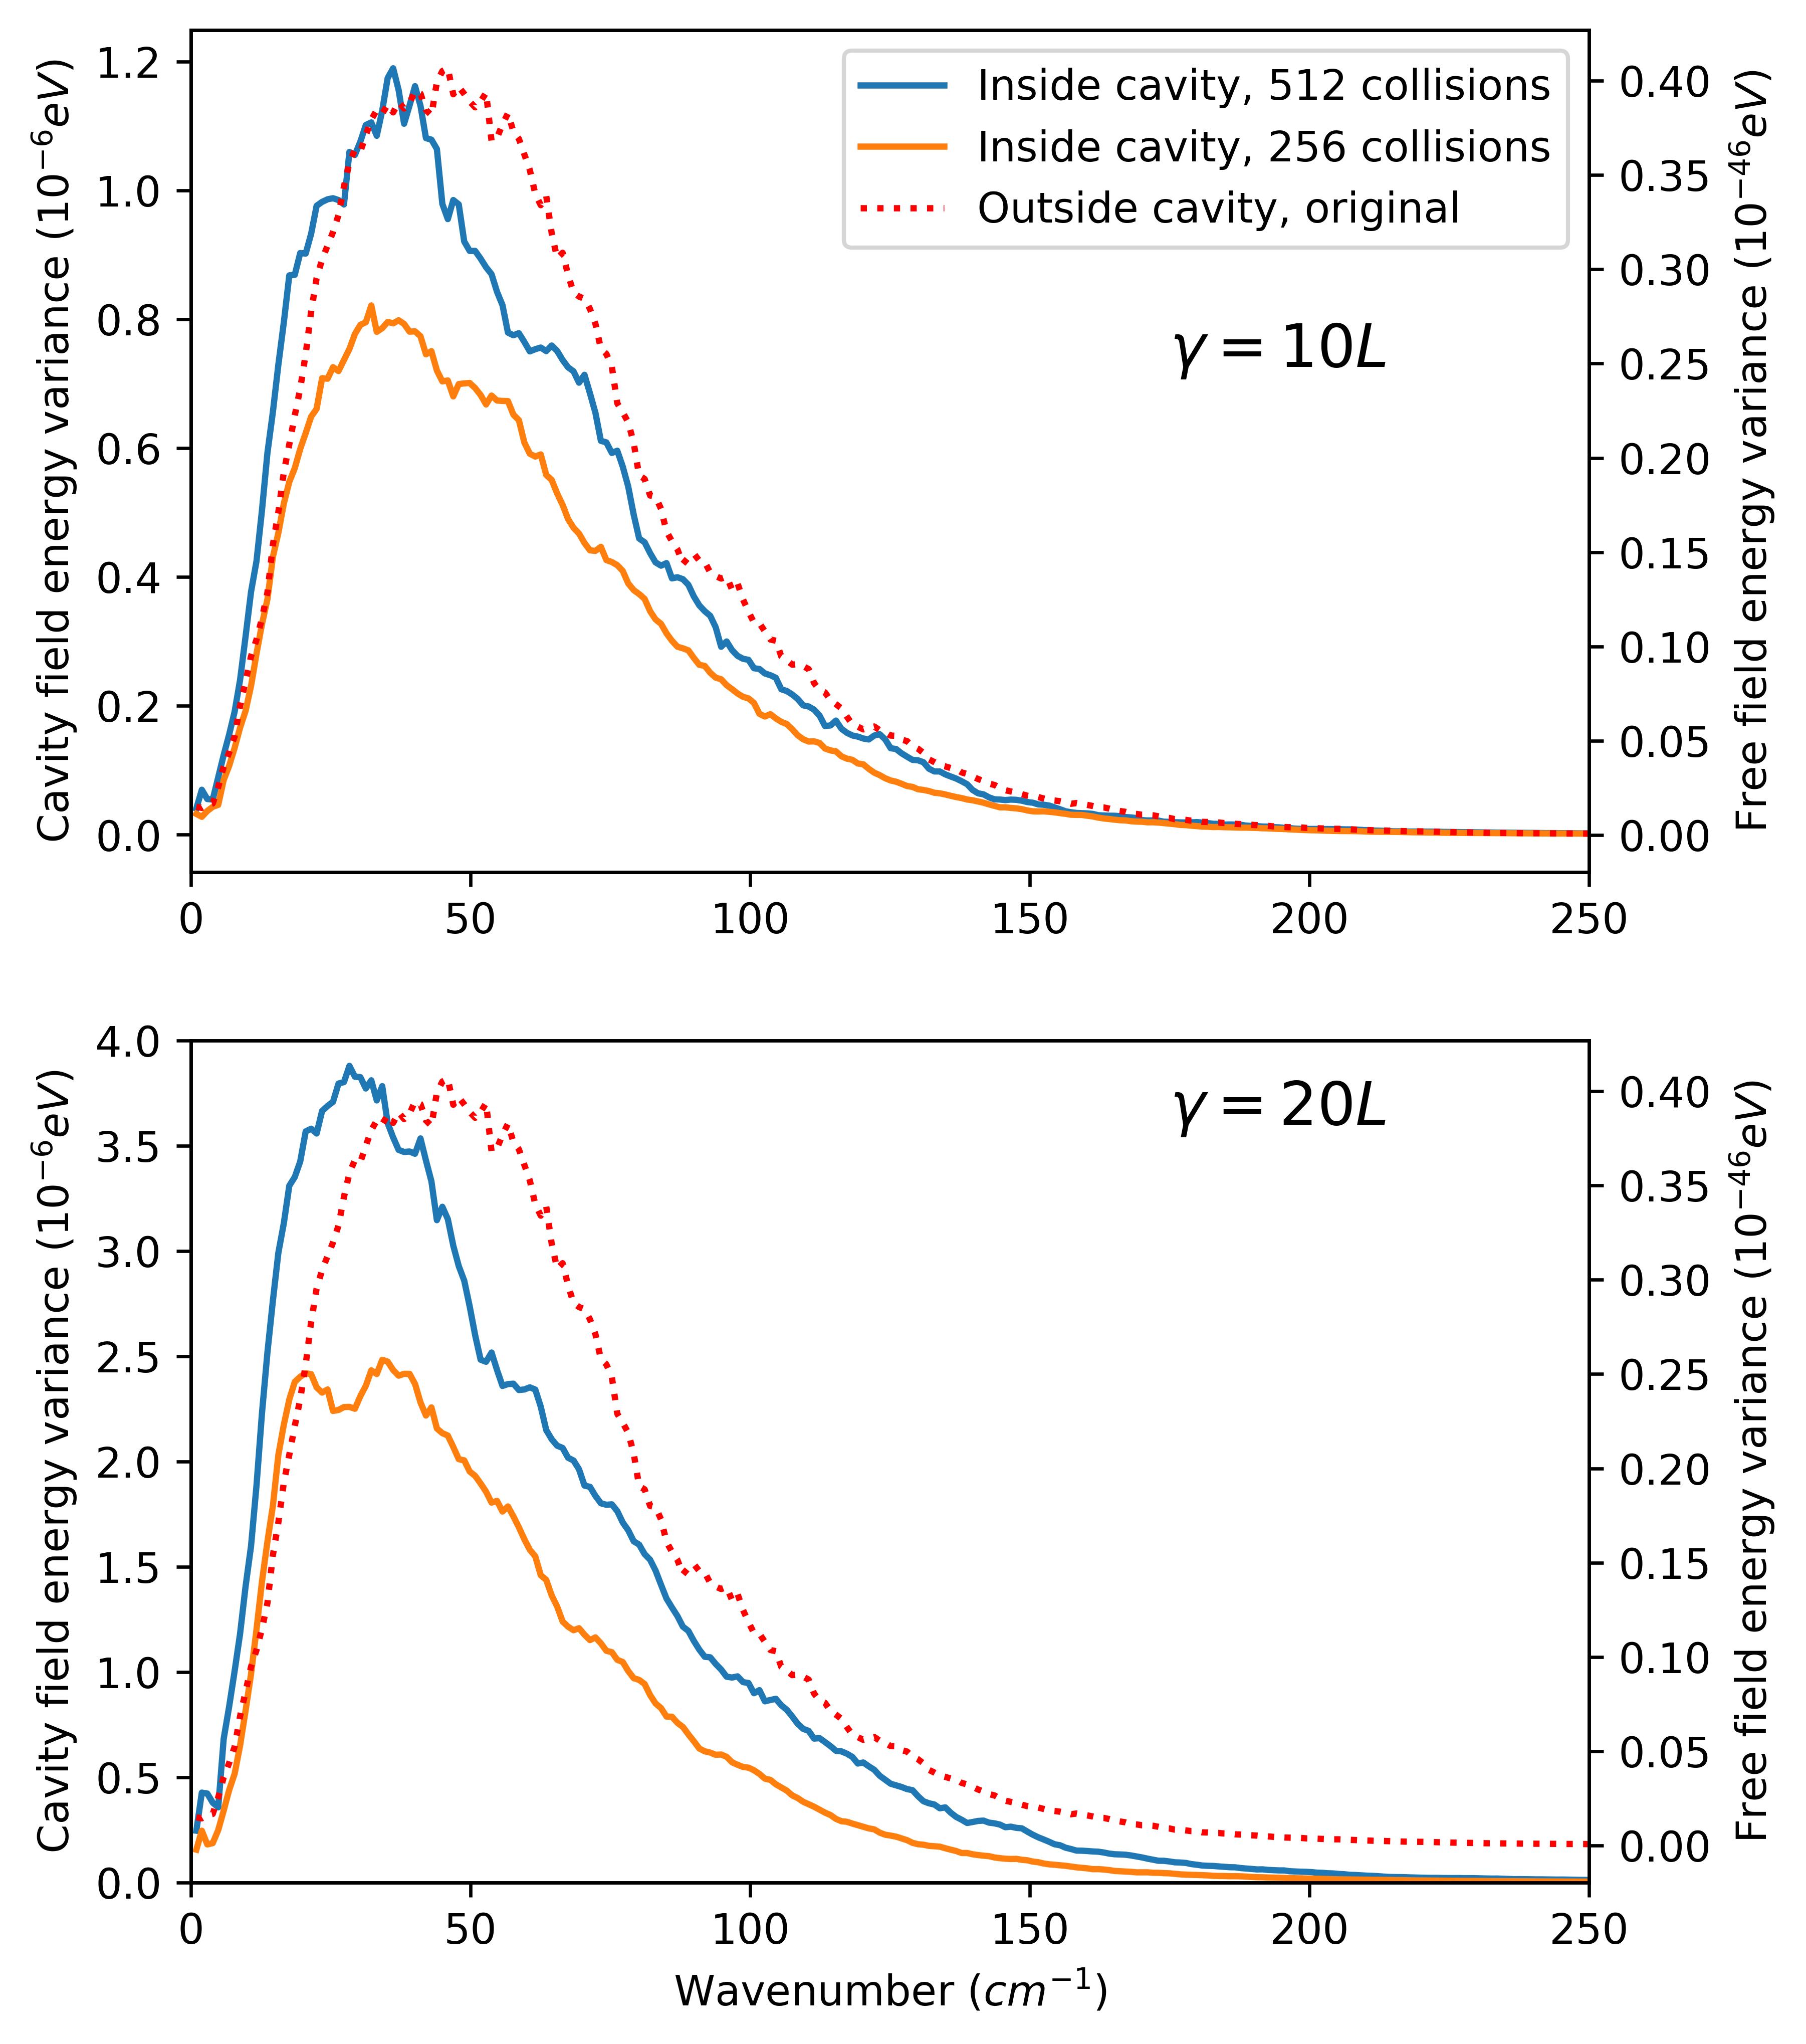 Cavity field energy variance (10⁻⁶eV)
1.2
1.0
0.8
0.6
0.4
0.2
0.0
Inside cavity, 512 collisions
Inside cavity, 256 collisions
Outside cavity, original
γ = 10L
0.40
0.35
0.30
0.25
0.20
0.15
0.10
0.05
0.00
Free field energy variance (10⁻⁴⁶eV)
0 50 100 150 200 250
Cavity field energy variance (10⁻⁶eV)
4.0
3.5
3.0
2.5
2.0
1.5
1.0
0.5
0.0
γ = 20L
0.40
0.35
0.30
0.25
0.20
0.15
0.10
0.05
0.00
Free field energy variance (10⁻⁴⁶eV)
0 50 100 150 200 250
Wavenumber (cm⁻¹)